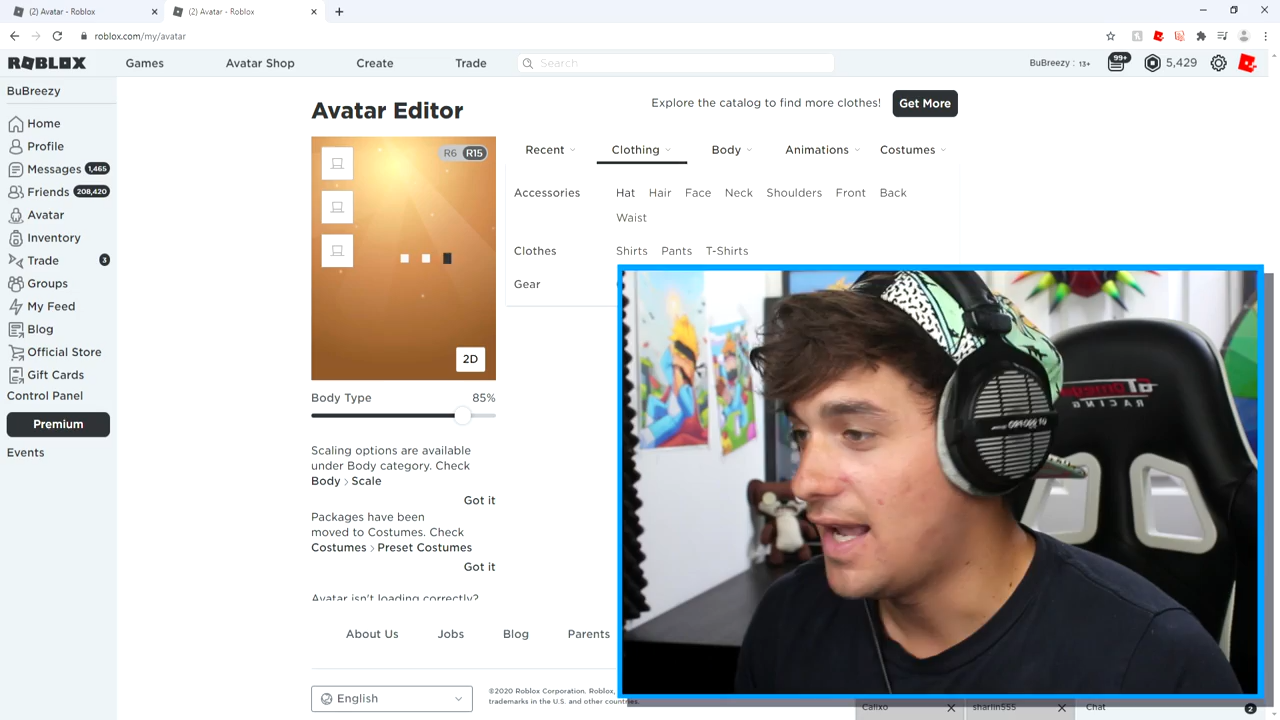 (2) Avatar - Roblox
(2) Avatar - Roblox
roblox.com/my/avatar
ROBLOX
Games
Avatar Shop
Create
Trade
Search
BuBreezy : 13+
99+
5,429
BuBreezy
Home
Profile
Messages 1,465
Friends 208,420
Avatar
Inventory
Trade 3
Groups
My Feed
Blog
Official Store
Gift Cards
Control Panel
Premium
Events
Avatar Editor
Explore the catalog to find more clothes!
Get More
R6 R15
2D
Recent
Clothing
Body
Animations
Costumes
Accessories
Hat Hair Face Neck Shoulders Front Back
Waist
Clothes
Shirts Pants T-Shirts
Gear
Body Type 85%
Scaling options are available
under Body category. Check
Body > Scale
Got it
Packages have been
moved to Costumes. Check
Costumes > Preset Costumes
Got it
Avatar isn't loading correctly?
About Us
Jobs
Blog
Parents
English
©2020 Roblox Corporation. Roblox,
trademarks in the U.S. and other countries.
RACING
Calixo
sharlin555
Chat
2